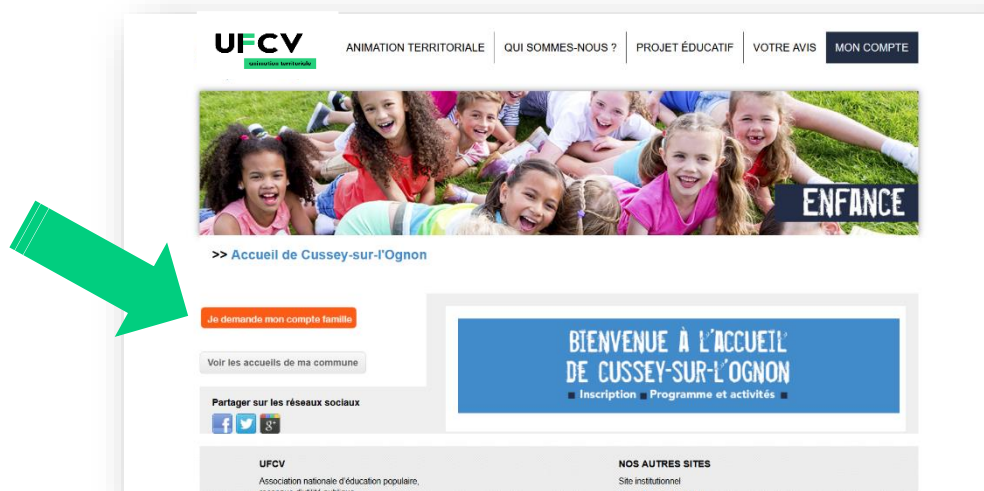 UFCV
animation territoriale
ANIMATION TERRITORIALE
QUI SOMMES-NOUS ?
PROJET ÉDUCATIF
VOTRE AVIS
MON COMPTE
ENFANCE
>> Accueil de Cussey-sur-l'Ognon
Je demande mon compte famille
Voir les accueils de ma commune
Partager sur les réseaux sociaux
BIENVENUE À L'ACCUEIL
DE CUSSEY-SUR-L'OGNON
Inscription Programme et activités
UFCV
Association nationale d'éducation populaire,
NOS AUTRES SITES
Site institutionnel